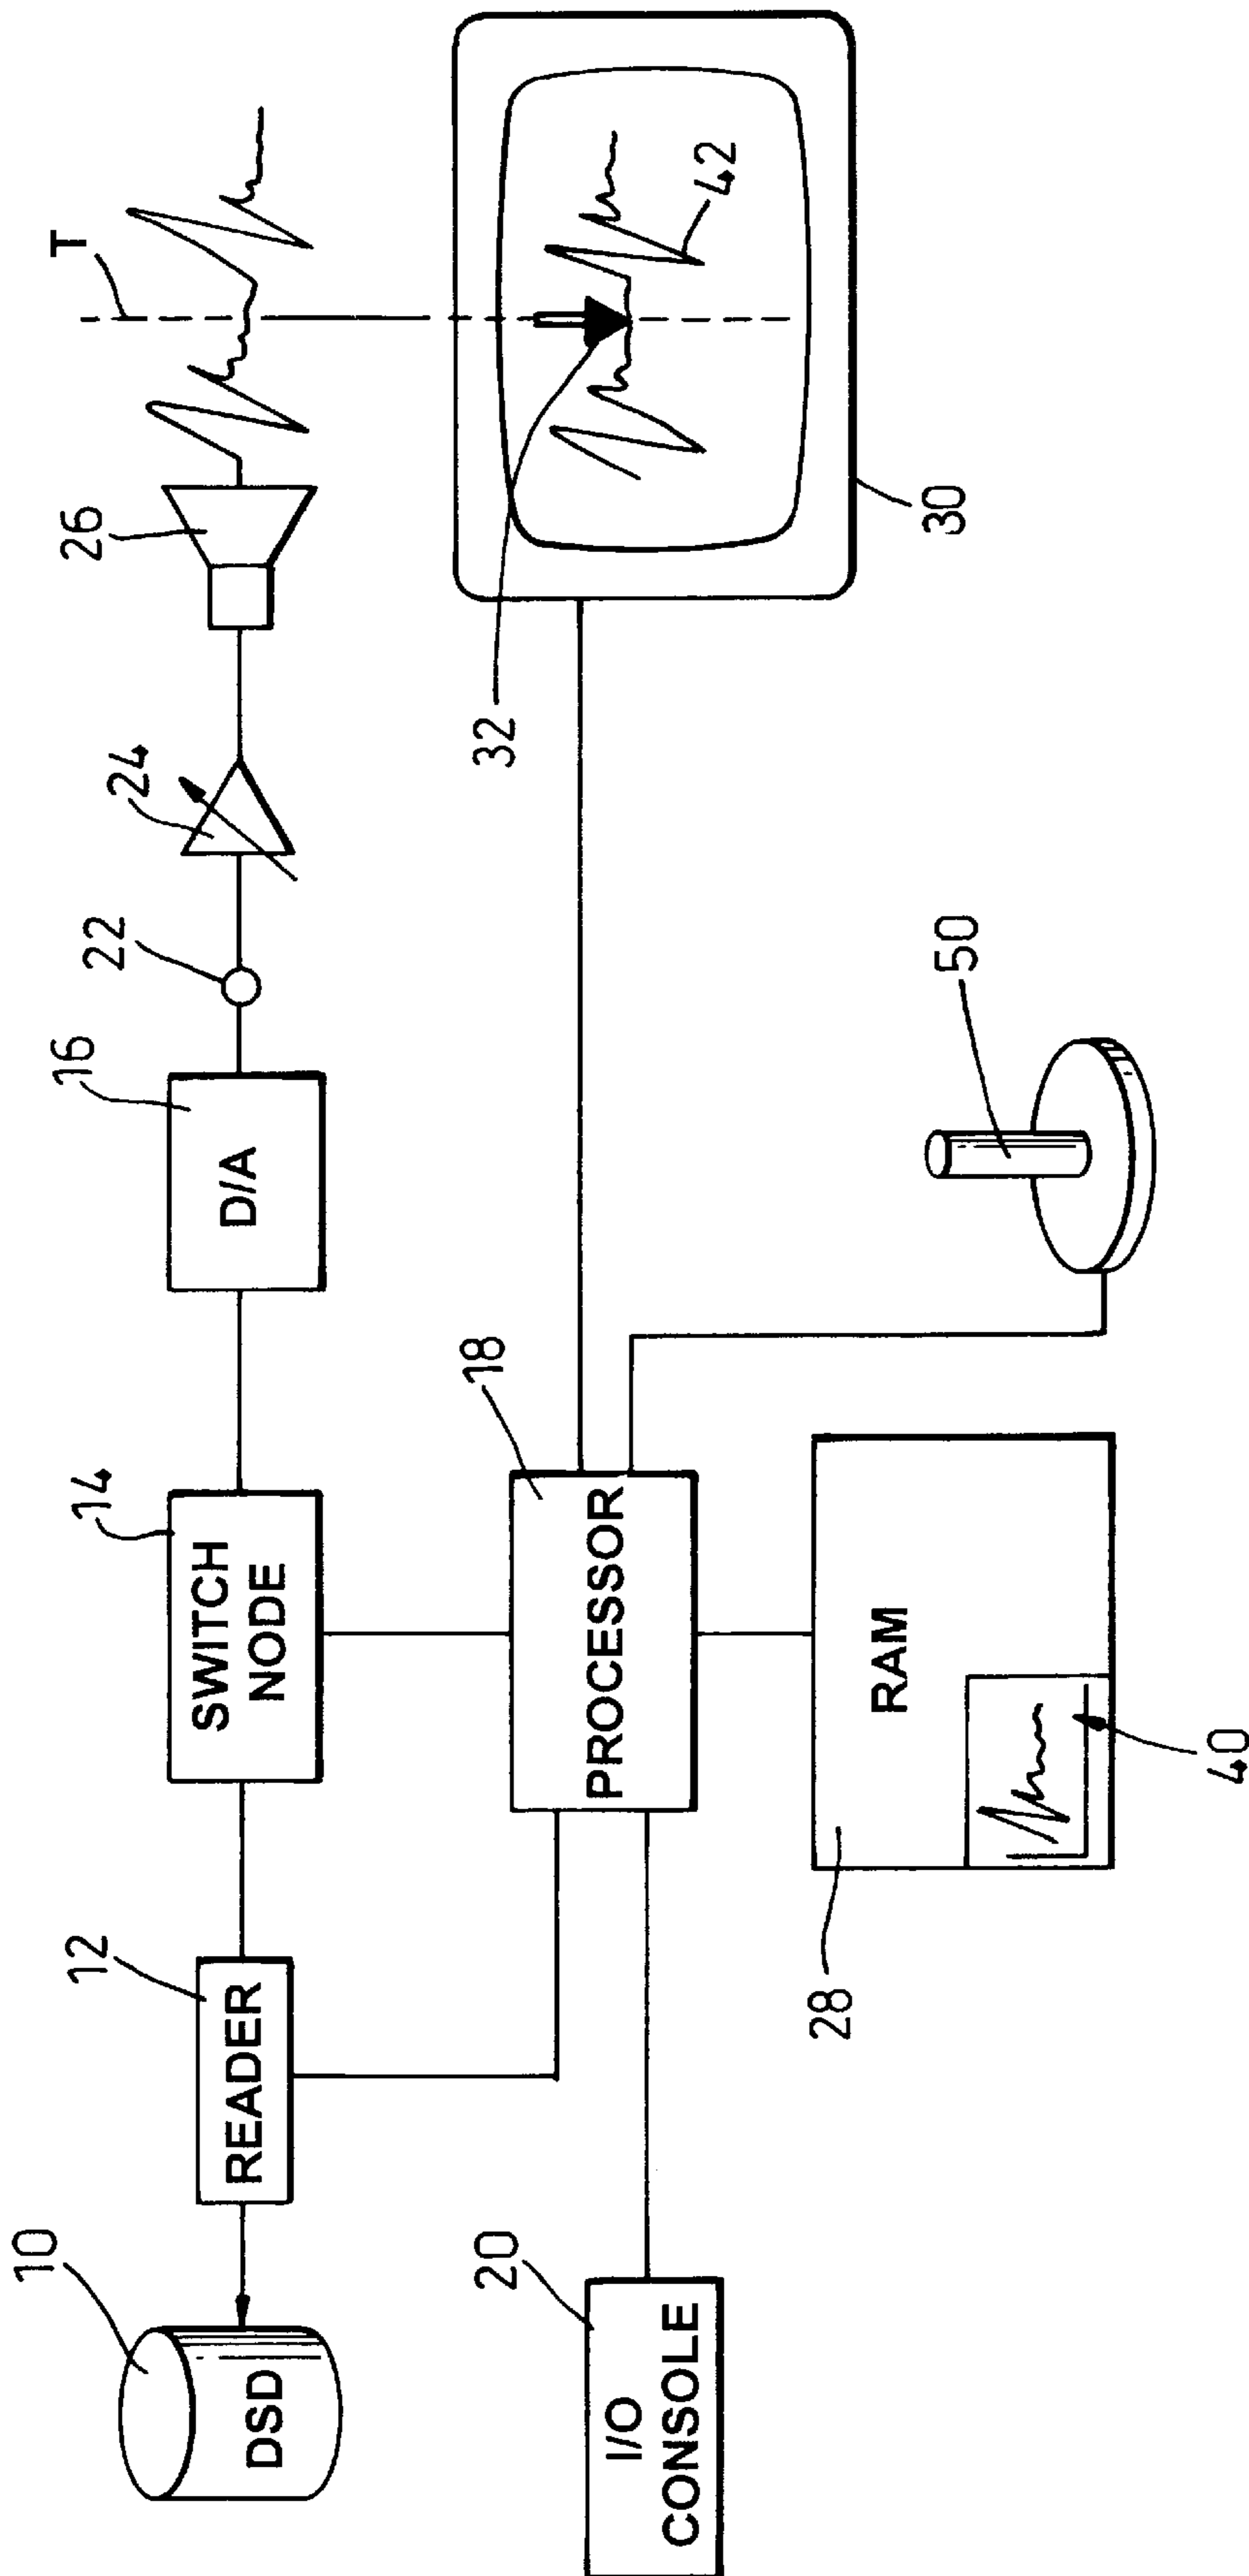 10
DSD
12
READER
14
SWITCH
NODE
16
D/A
22
24
26
T
20
I/O
CONSOLE
18
PROCESSOR
28
RAM
40
50
32
42
30